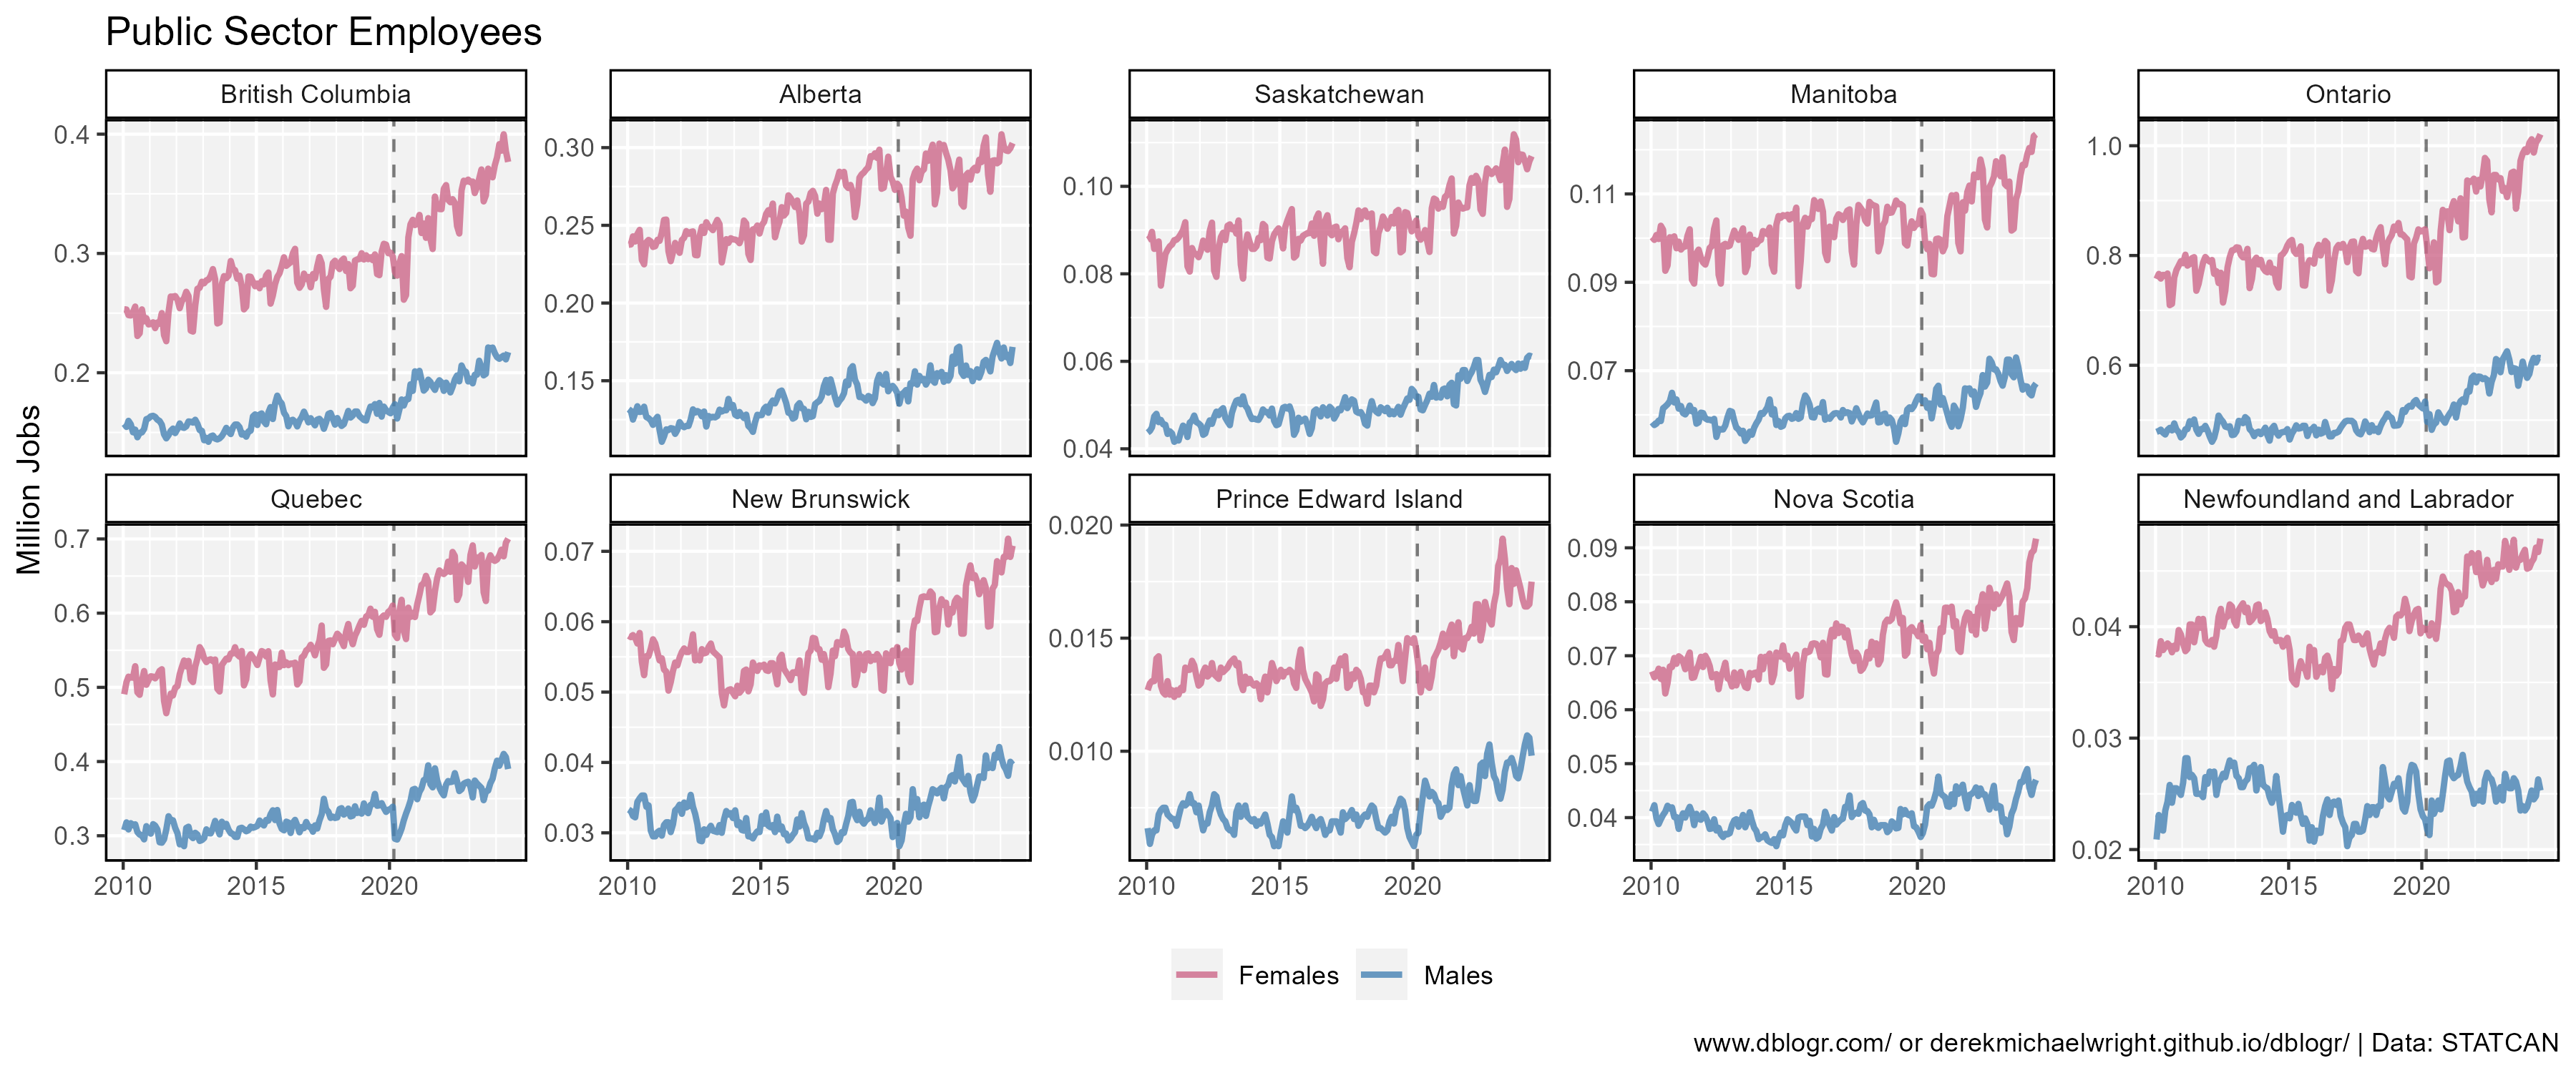 Public Sector Employees
British Columbia
Alberta
Saskatchewan
Manitoba
Ontario
0.4
0.3
0.2
0.30
0.25
0.20
0.15
0.10
0.08
0.06
0.04
0.11
0.09
0.07
1.0
0.8
0.6
Million Jobs
Quebec
New Brunswick
Prince Edward Island
Nova Scotia
Newfoundland and Labrador
0.7
0.6
0.5
0.4
0.3
0.07
0.06
0.05
0.04
0.03
0.020
0.015
0.010
0.09
0.08
0.07
0.06
0.05
0.04
0.04
0.03
0.02
2010 2015 2020
2010 2015 2020
2010 2015 2020
2010 2015 2020
2010 2015 2020
Females Males
www.dblogr.com/ or derekmichaelwright.github.io/dblogr/ | Data: STATCAN